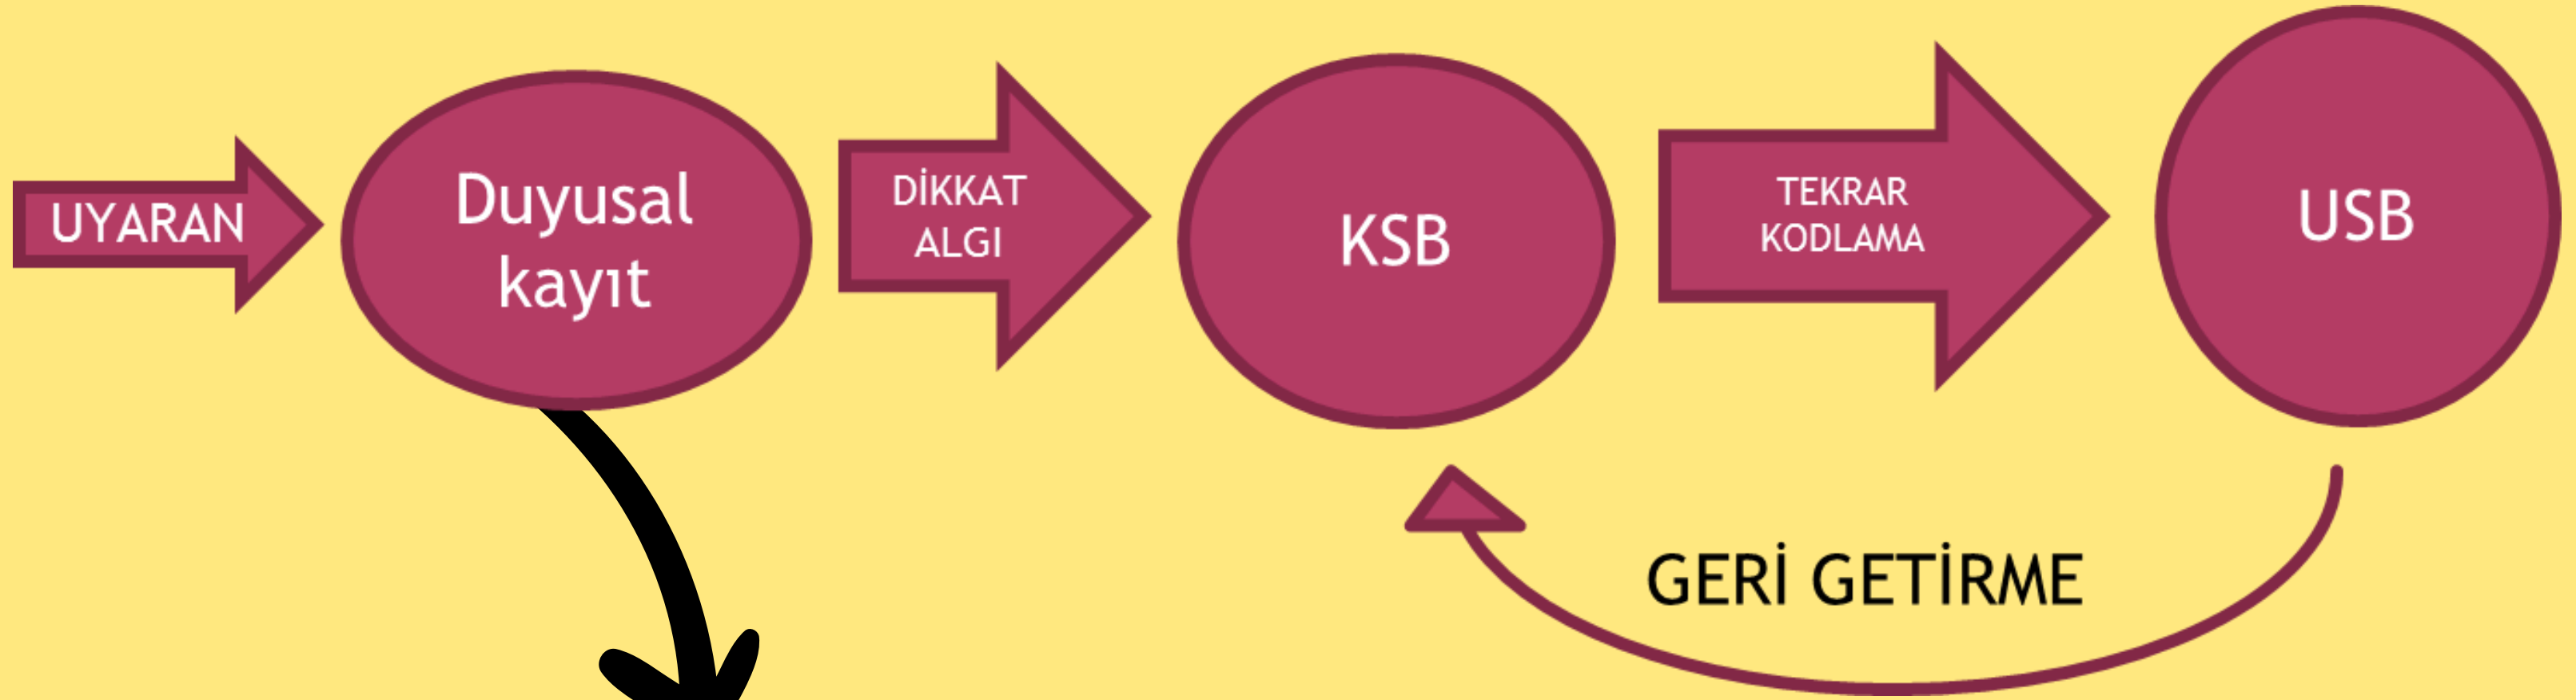 UYARAN
Duyusal
kayıt
DİKKAT
ALGI
KSB
TEKRAR
KODLAMA
USB
GERİ GETİRME